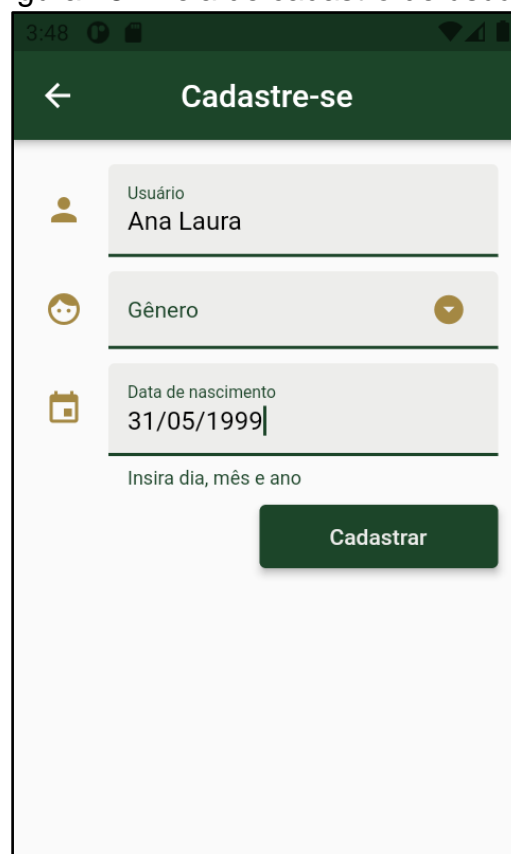 3:48
Cadastre-se
Usuário
Ana Laura
Gênero
Data de nascimento
31/05/1999
Insira dia, mês e ano
Cadastrar